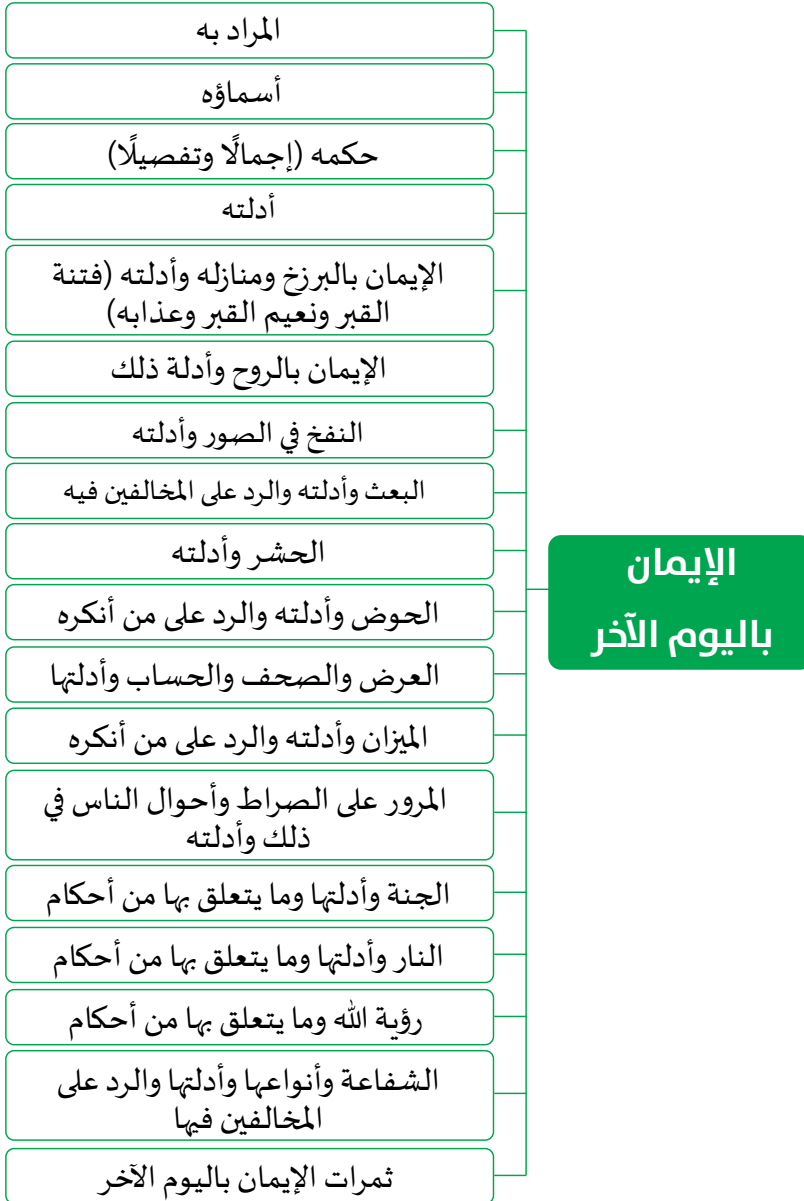 الإيمان
باليوم الآخر
المراد به
أسماؤه
حكمه (إجمالًا وتفصيلًا)
أدلته
الإيمان بالبرزخ ومنازله وأدلته (فتنة
القبر ونعيم القبر وعذابه)
الإيمان بالروح وأدلة ذلك
النفخ في الصور وأدلته
البعث وأدلته والرد على المخالفين فيه
الحشر وأدلته
الحوض وأدلته والرد على من أنكره
العرض والصحف والحساب وأدلتها
الميزان وأدلته والرد على من أنكره
المرور على الصراط وأحوال الناس في
ذلك وأدلته
الجنة وأدلتها وما يتعلق بها من أحكام
النار وأدلتها وما يتعلق بها من أحكام
رؤية الله وما يتعلق بها من أحكام
الشفاعة وأنواعها وأدلتها والرد على
المخالفين فيها
ثمرات الإيمان باليوم الآخر